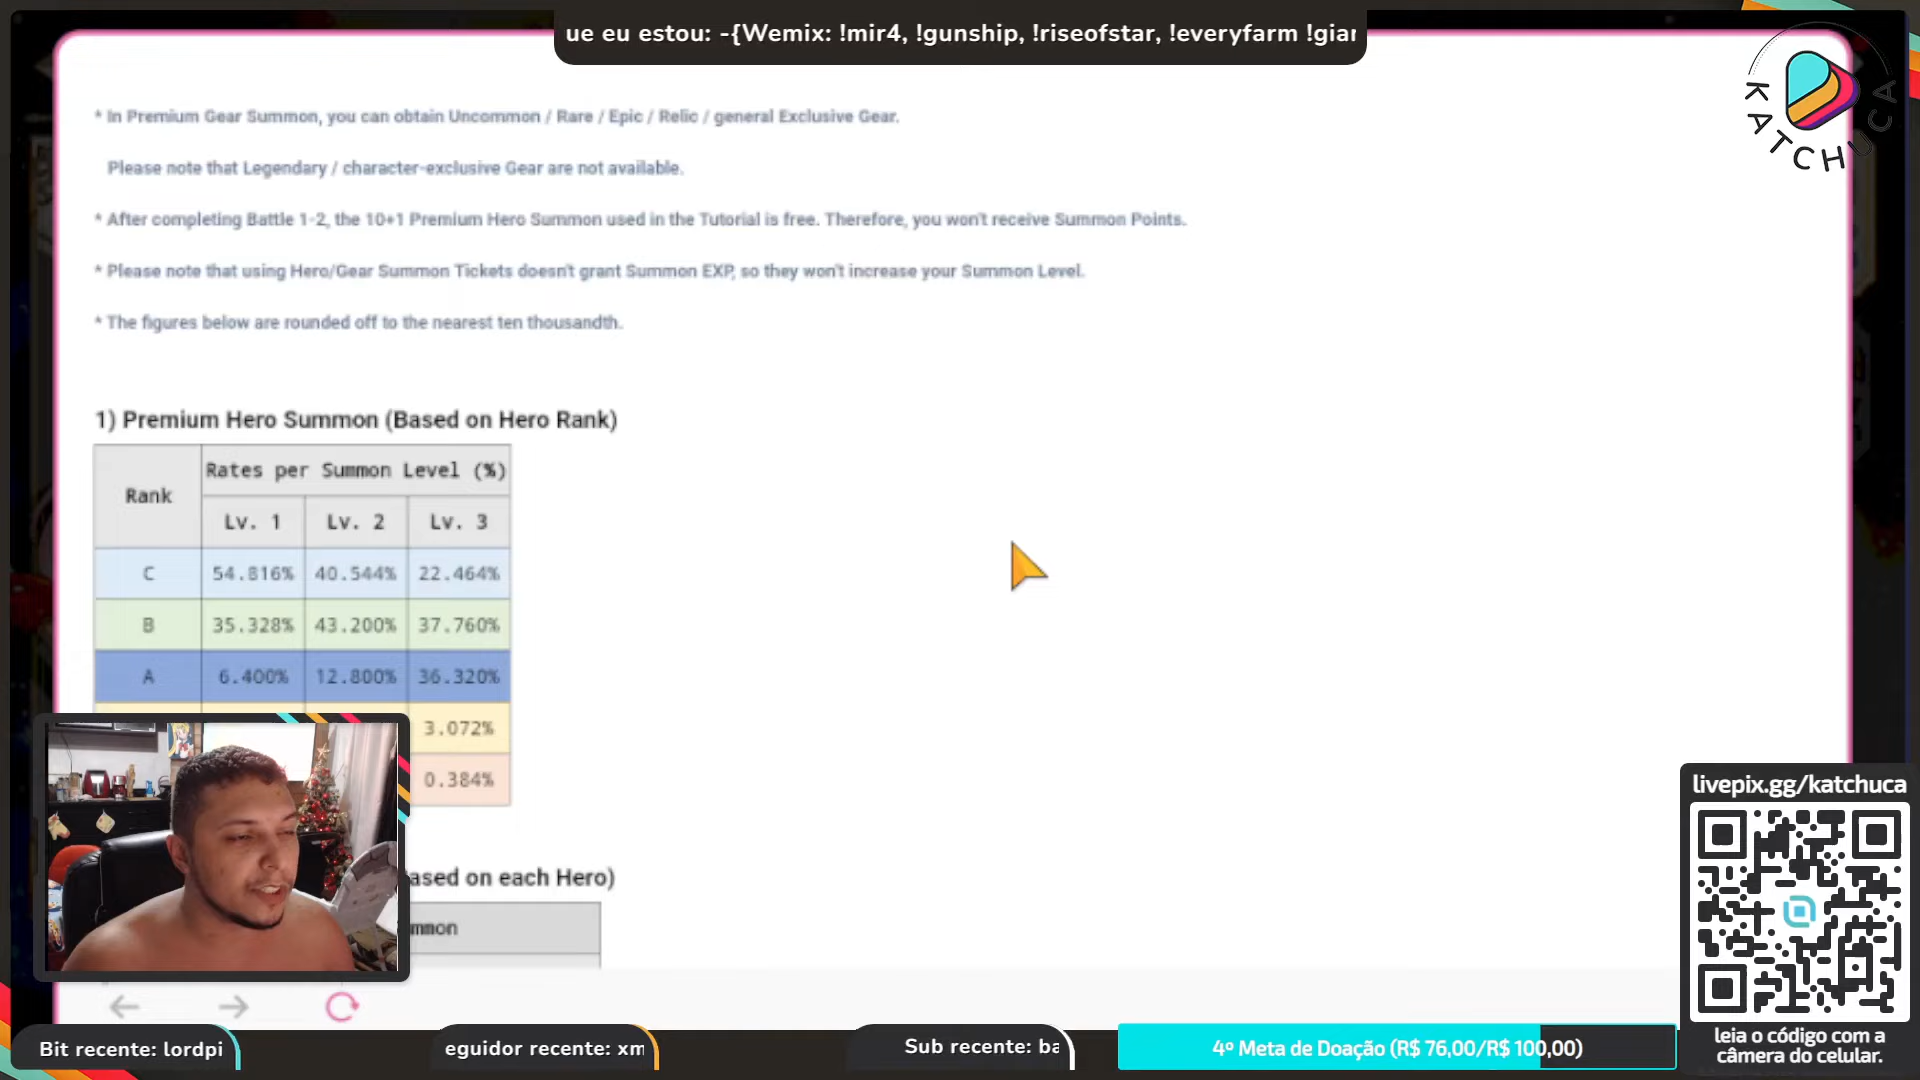 ue eu estou: -{Wemix: !mir4, !gunship, !riseofstar, !everyfarm !giar
KATCHUCA
* In Premium Gear Summon, you can obtain Uncommon / Rare / Epic / Relic / general Exclusive Gear.
Please note that Legendary / character-exclusive Gear are not available.
* After completing Battle 1-2, the 10+1 Premium Hero Summon used in the Tutorial is free. Therefore, you won't receive Summon Points.
* Please note that using Hero/Gear Summon Tickets doesn't grant Summon EXP, so they won't increase your Summon Level.
* The figures below are rounded off to the nearest ten thousandth.
1) Premium Hero Summon (Based on Hero Rank)
Rank Rates per Summon Level (%)
Lv. 1 Lv. 2 Lv. 3
C 54.816% 40.544% 22.464%
B 35.328% 43.200% 37.760%
A 6.400% 12.800% 36.320%
3.072%
0.384%
ased on each Hero)
mmon
livepix.gg/katchuca
leia o código com a
câmera do celular.
Bit recente: lordpi
eguidor recente: xm
Sub recente: ba
4º Meta de Doação (R$ 76,00/R$ 100,00)